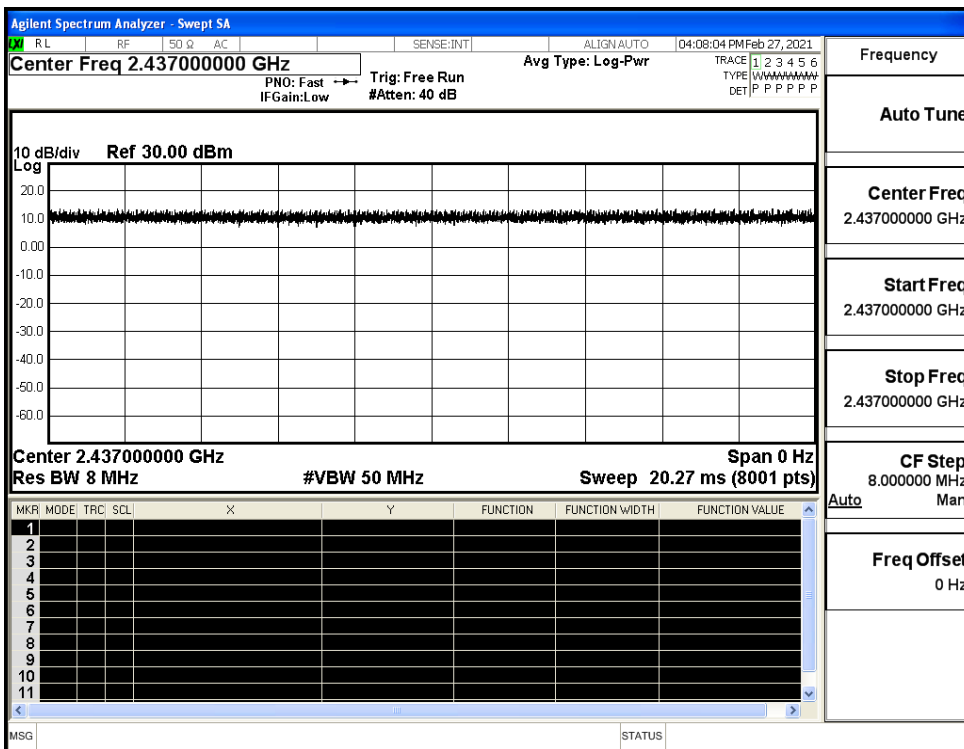 Agilent Spectrum Analyzer - Swept SA
LXI RL RF 50 Ω AC SENSE:INT ALIGN AUTO 04:08:04 PM Feb 27, 2021
Center Freq 2.437000000 GHz
PNO: Fast
IFGain:Low
Trig: Free Run
#Atten: 40 dB
Avg Type: Log-Pwr
TRACE 1 2 3 4 5 6
TYPE WWWWWW
DET P P P P P P
10 dB/div Ref 30.00 dBm
Log
20.0
10.0
0.00
-10.0
-20.0
-30.0
-40.0
-50.0
-60.0
Center 2.437000000 GHz Span 0 Hz
Res BW 8 MHz #VBW 50 MHz Sweep 20.27 ms (8001 pts)
MKR MODE TRC SCL X Y FUNCTION FUNCTION WIDTH FUNCTION VALUE
1
2
3
4
5
6
7
8
9
10
11
MSG STATUS
Frequency
Auto Tune
Center Freq
2.437000000 GHz
Start Freq
2.437000000 GHz
Stop Freq
2.437000000 GHz
CF Step
8.000000 MHz
Auto Man
Freq Offset
0 Hz